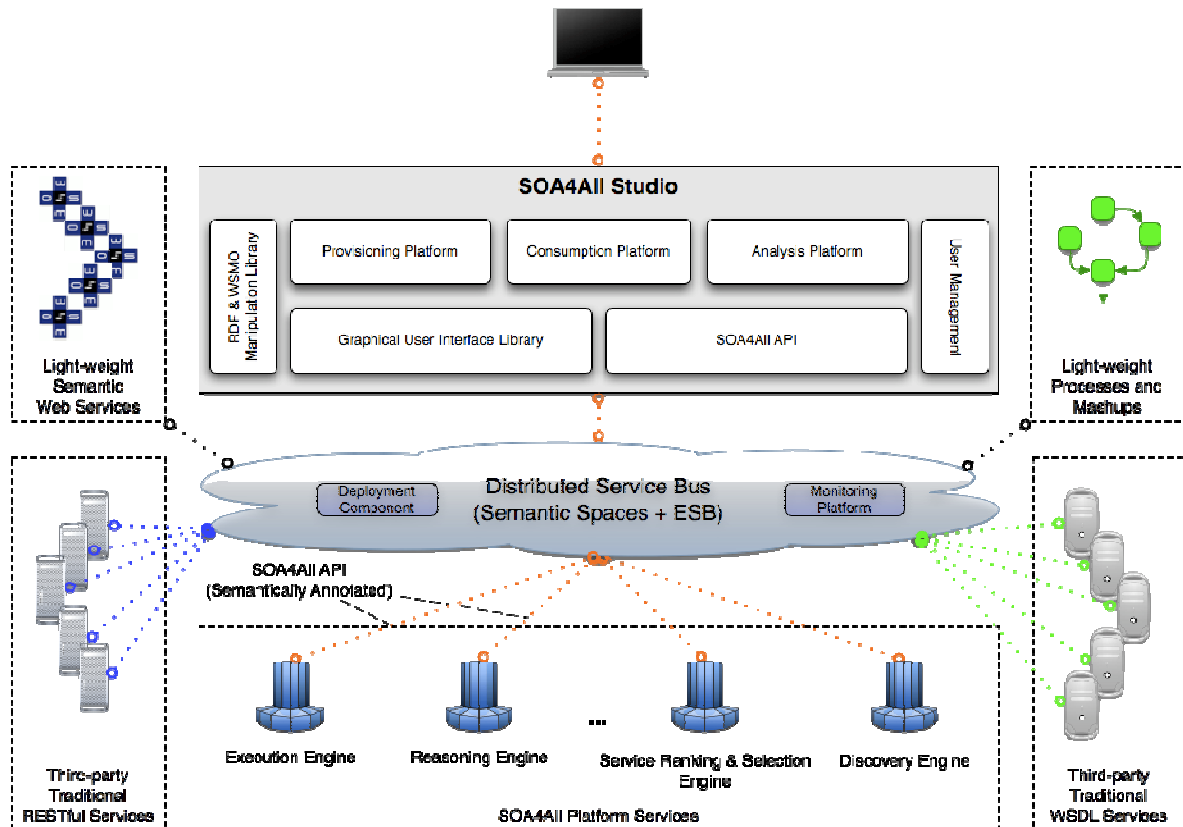 SOA4All Studio
RDF & WSMO
Manipulation Library
Provisioning Platform
Consumption Platform
Analysis Platform
User Management
Graphical User Interface Library
SOA4All API
Light-weight
Semantic
Web Services
Light-weight
Processes and
Mashups
Deployment
Component
Distributed Service Bus
(Semantic Spaces + ESB)
Monitoring
Platform
SOA4All API
(Semantically Annotated)
Execution Engine
Reasoning Engine
...
Service Ranking & Selection
Engine
Discovery Engine
Third-party
Traditional
RESTful Services
SOA4All Platform Services
Third-party
Traditional
WSDL Services